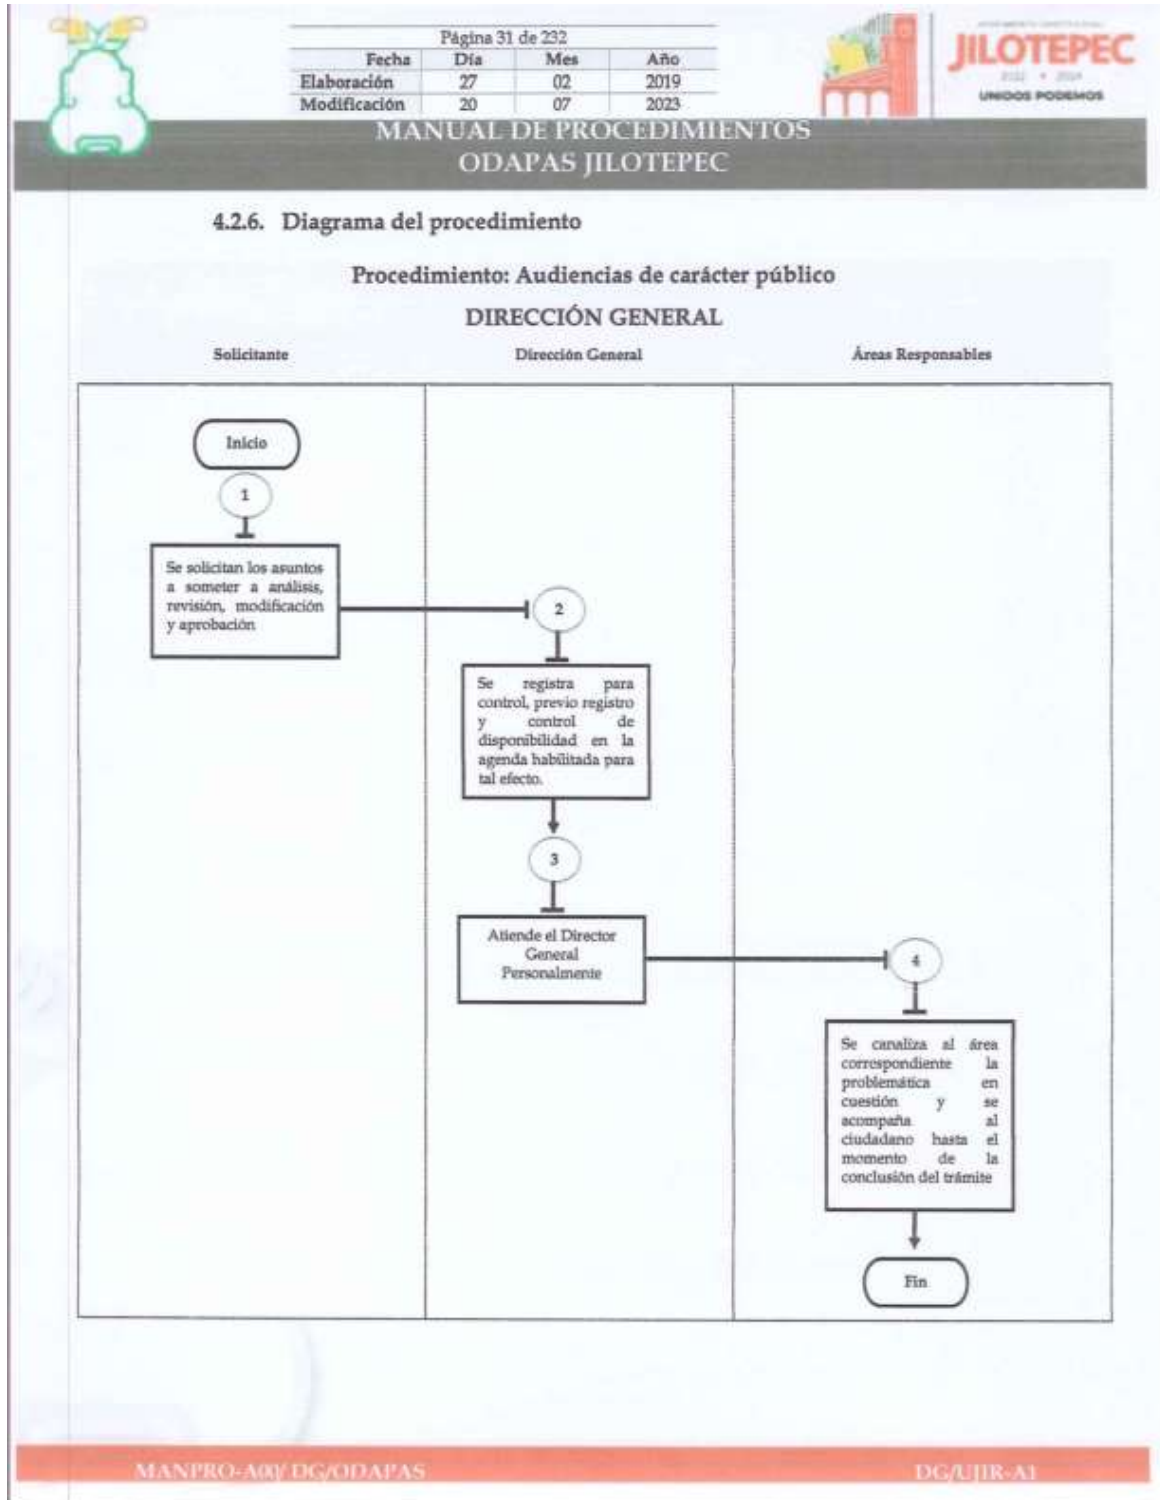 Página 31 de 232
Fecha Día Mes Año
Elaboración 27 02 2019
Modificación 20 07 2023
JILOTEPEC
UNIDOS PODEMOS
MANUAL DE PROCEDIMIENTOS
ODAPAS JILOTEPEC
4.2.6. Diagrama del procedimiento
Procedimiento: Audiencias de carácter público
DIRECCIÓN GENERAL
Solicitante Dirección General Áreas Responsables
Inicio
1
Se solicitan los asuntos
a someter a análisis,
revisión, modificación
y aprobación
2
Se registra para
control, previo registro
y control de
disponibilidad en la
agenda habilitada para
tal efecto.
3
Atiende el Director
General
Personalmente
4
Se canaliza al área
correspondiente la
problemática en
cuestión y se
acompaña al
ciudadano hasta el
momento de la
conclusión del trámite
Fin
MANPRO-A00/ DG/ODAPAS DG/UJIR-A1